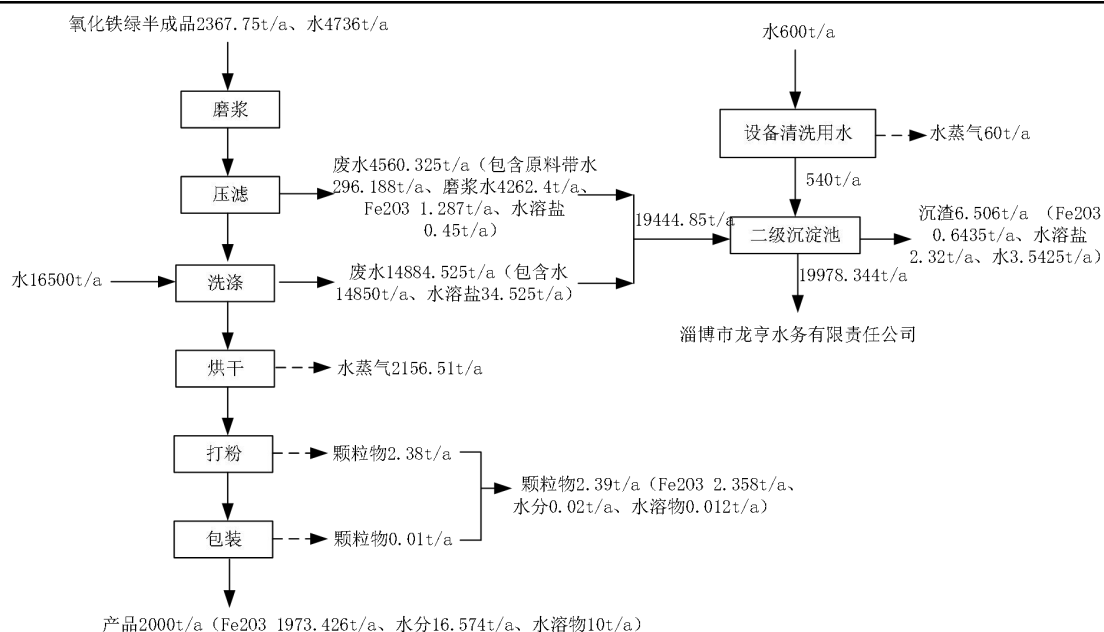 氧化铁绿半成品2367.75t/a、水4736t/a
磨浆
压滤
废水4560.325t/a（包含原料带水
296.188t/a、磨浆水4262.4t/a、
Fe2O3 1.287t/a、水溶盐
0.45t/a）
水16500t/a
洗涤
废水14884.525t/a（包含水
14850t/a、水溶盐34.525t/a）
烘干
水蒸气2156.51t/a
打粉
颗粒物2.38t/a
包装
颗粒物0.01t/a
颗粒物2.39t/a（Fe2O3 2.358t/a、
水分0.02t/a、水溶物0.012t/a）
产品2000t/a（Fe2O3 1973.426t/a、水分16.574t/a、水溶物10t/a）
水600t/a
设备清洗用水
水蒸气60t/a
540t/a
19444.85t/a
二级沉淀池
沉渣6.506t/a （Fe2O3
0.6435t/a、水溶盐
2.32t/a、水3.5425t/a）
19978.344t/a
淄博市龙亨水务有限责任公司